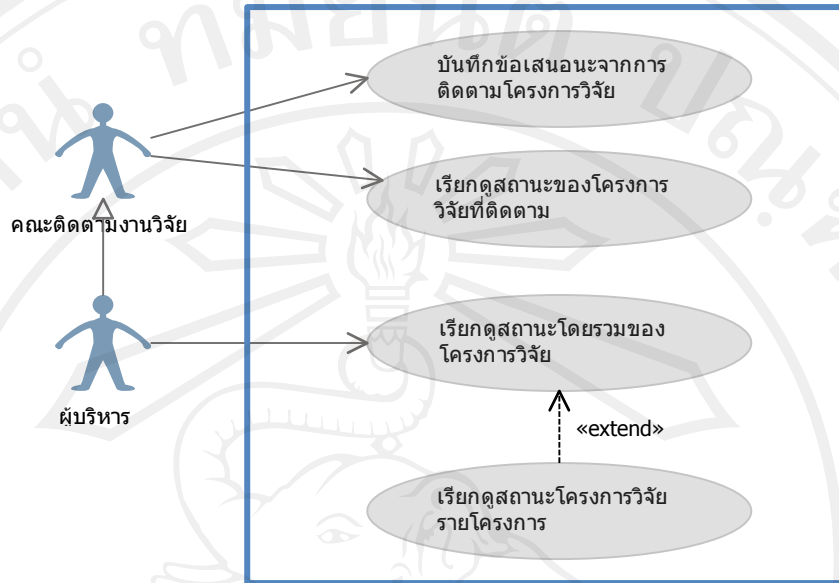 บันทึกข้อเสนอนะจากการ
ติดตามโครงการวิจัย
เรียกดูสถานะของโครงการ
วิจัยที่ติดตาม
คณะติดตามงานวิจัย
เรียกดูสถานะโดยรวมของ
โครงการวิจัย
ผู้บริหาร
«extend»
เรียกดูสถานะโครงการวิจัย
รายโครงการ